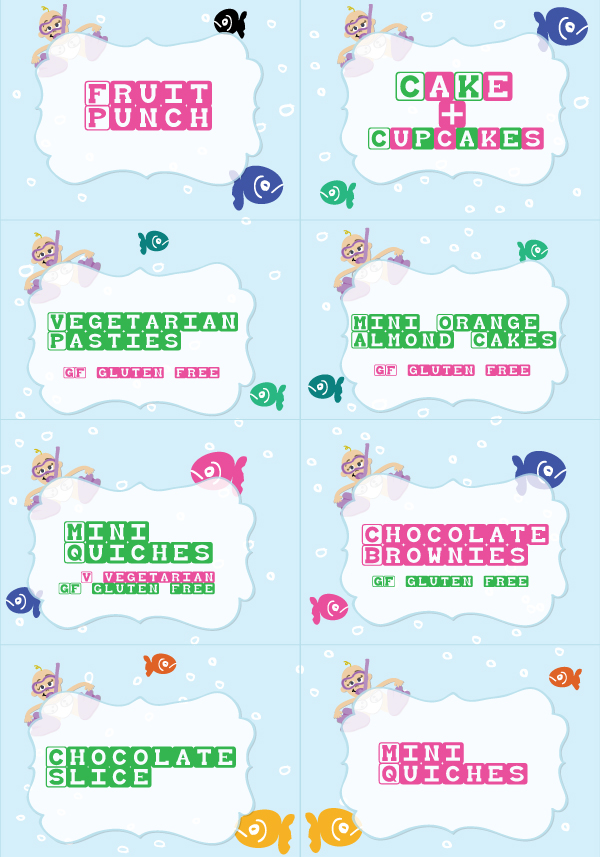 FRUIT
PUNCH
CAKE
+
CUPCAKES
VEGETARIAN
PASTIES
GF GLUTEN FREE
MINI ORANGE
ALMOND CAKES
GF GLUTEN FREE
MINI
QUICHES
V VEGETARIAN
GF GLUTEN FREE
CHOCOLATE
BROWNIES
GF GLUTEN FREE
CHOCOLATE
SLICE
MINI
QUICHES